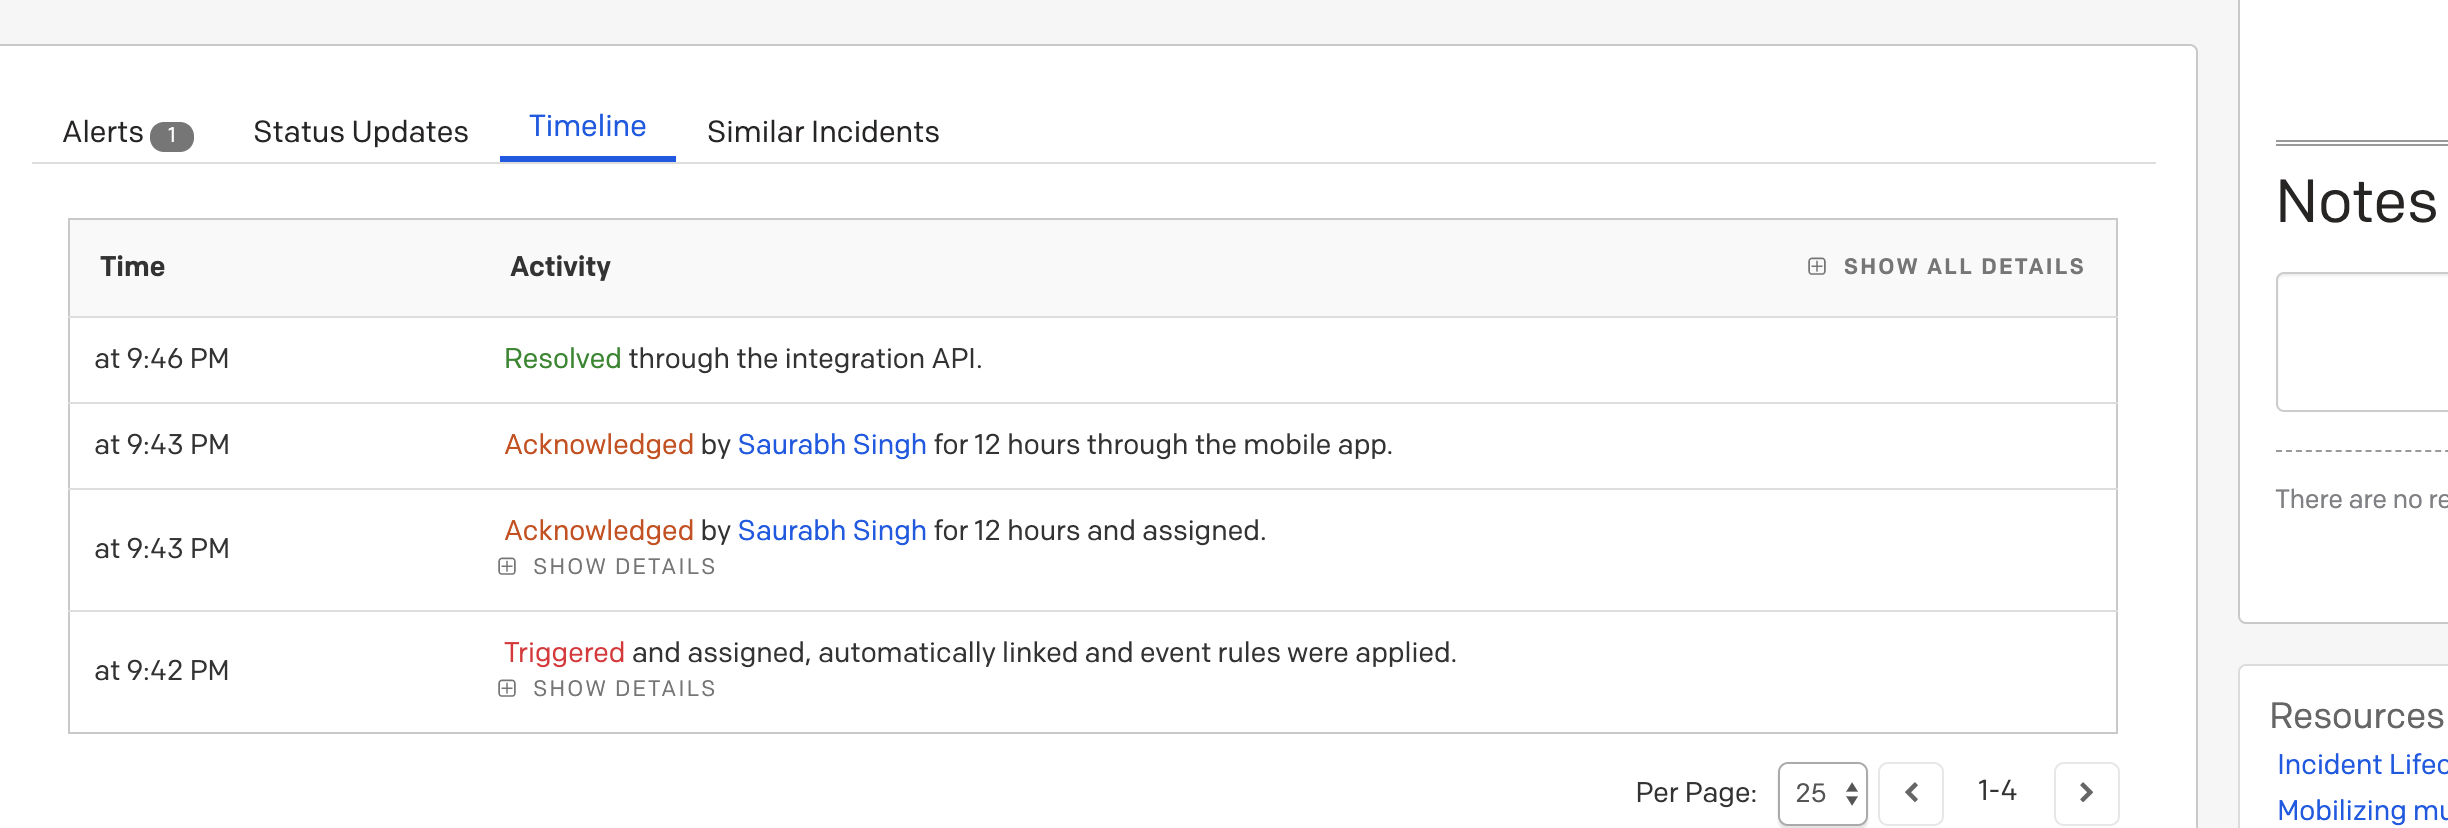 Alerts 1 Status Updates Timeline Similar Incidents
Time Activity SHOW ALL DETAILS
at 9:46 PM Resolved through the integration API.
at 9:43 PM Acknowledged by Saurabh Singh for 12 hours through the mobile app.
at 9:43 PM Acknowledged by Saurabh Singh for 12 hours and assigned.
SHOW DETAILS
at 9:42 PM Triggered and assigned, automatically linked and event rules were applied.
SHOW DETAILS
Per Page: 25 1-4
Notes
There are no re
Resources
Incident Lifec
Mobilizing mu